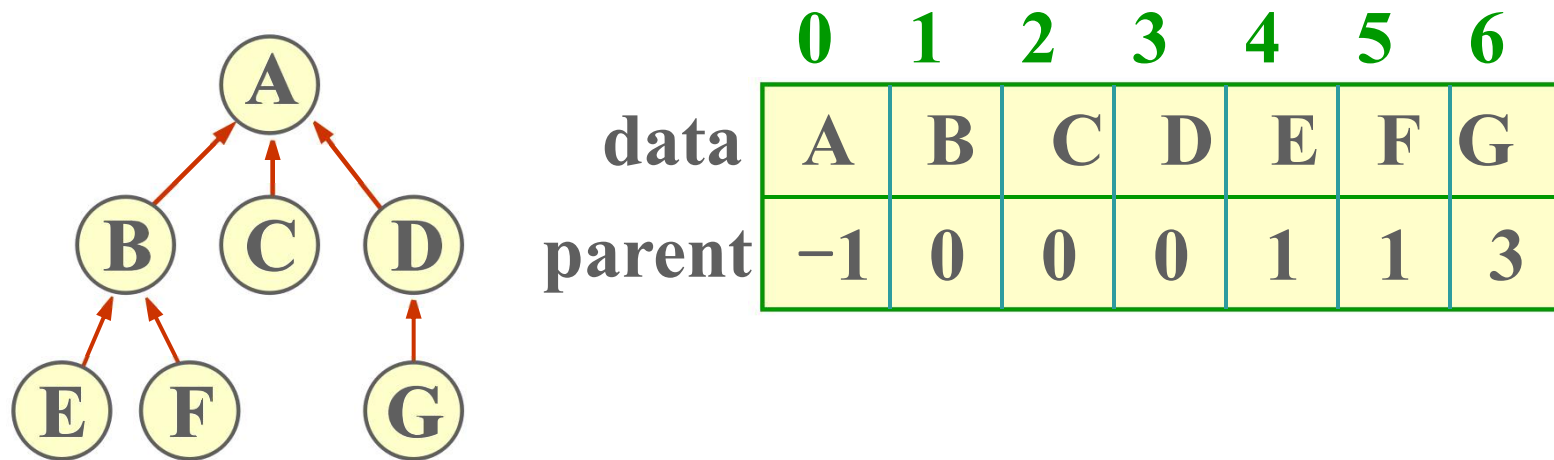 A
B C D
E F G
0 1 2 3 4 5 6
data A B C D E F G
parent −1 0 0 0 1 1 3